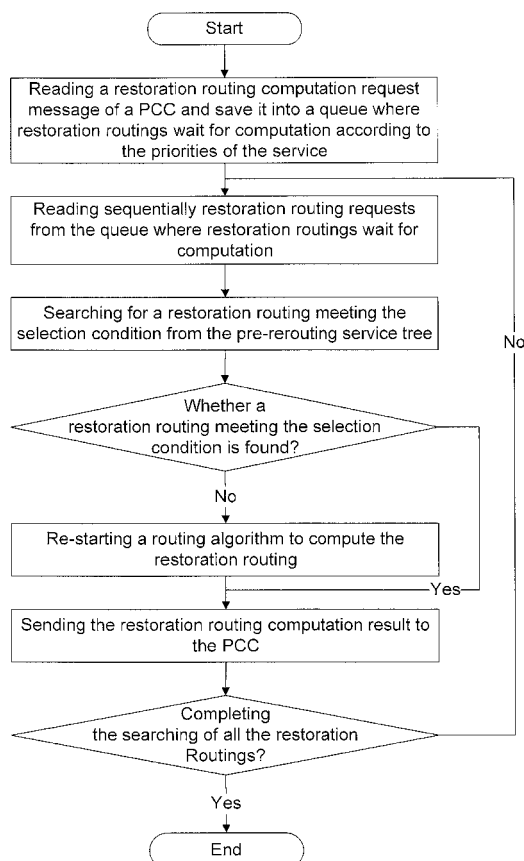 Start
Reading a restoration routing computation request
message of a PCC and save it into a queue where
restoration routings wait for computation according to
the priorities of the service
Reading sequentially restoration routing requests
from the queue where restoration routings wait for
computation
Searching for a restoration routing meeting the
selection condition from the pre-rerouting service tree
No
Whether a
restoration routing meeting the selection
condition is found?
No
Re-starting a routing algorithm to compute the
restoration routing
Yes
Sending the restoration routing computation result to
the PCC
Completing
the searching of all the restoration
Routings?
Yes
End